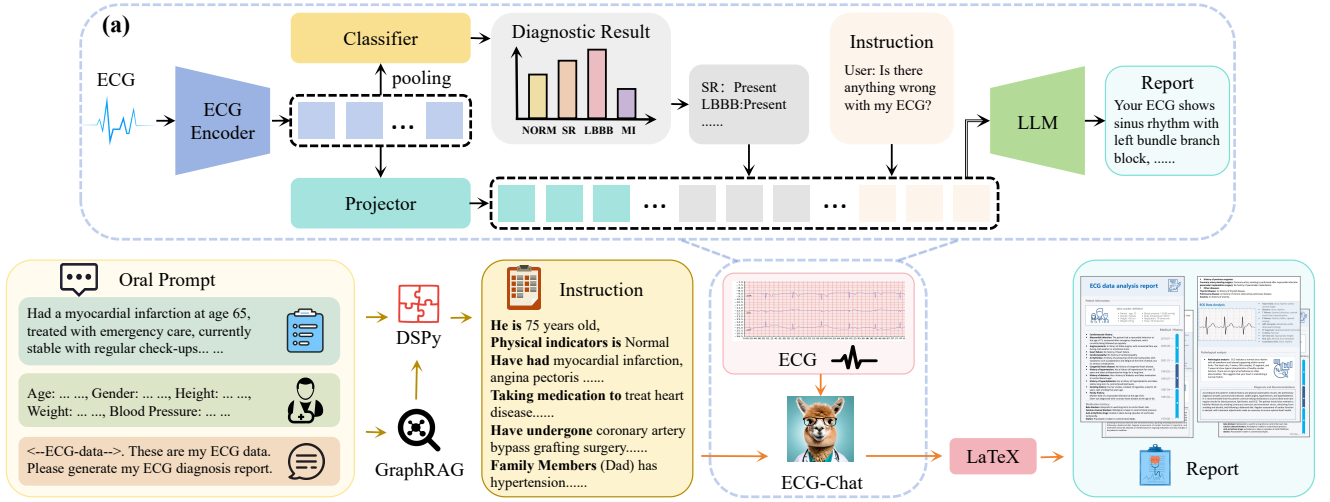 (a)
ECG
ECG
Encoder
Classifier
pooling
...
Projector
Diagnostic Result
NORM SR LBBB MI
SR: Present
LBBB:Present
......
Instruction
User: Is there
anything wrong
with my ECG?
...
...
LLM
Report
Your ECG shows
sinus rhythm with
left bundle branch
block, ......
Oral Prompt
Had a myocardial infarction at age 65,
treated with emergency care, currently
stable with regular check-ups... ...
Age: ... ..., Gender: ... ..., Height: ... ...,
Weight: ... ..., Blood Pressure: ... ...
<--ECG-data-->. These are my ECG data.
Please generate my ECG diagnosis report.
DSPy
GraphRAG
Instruction
He is 75 years old,
Physical indicators is Normal
Have had myocardial infarction,
angina pectoris ......
Taking medication to treat heart
disease......
Have undergone coronary artery
bypass grafting surgery......
Family Members (Dad) has
hypertension......
ECG
ECG-Chat
LaTeX
ECG data analysis report
Report